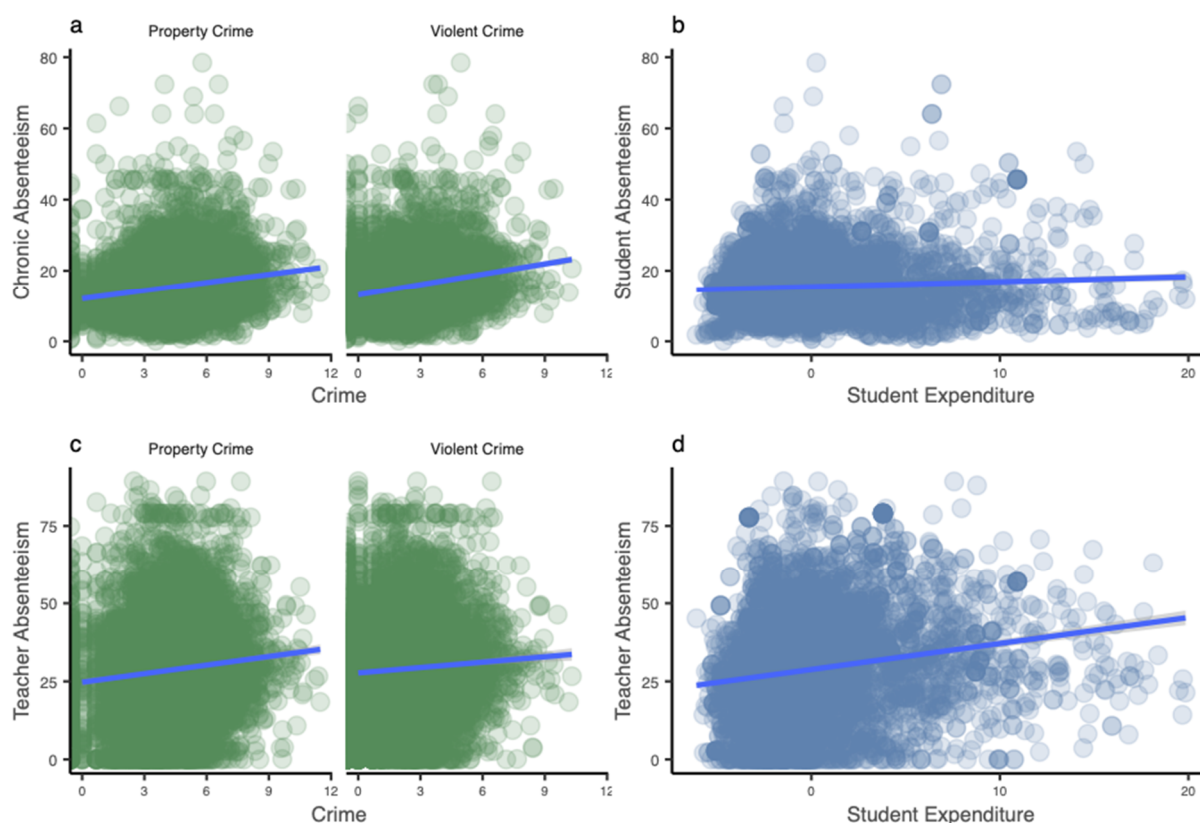 a
Property Crime
Violent Crime
Chronic Absenteeism
80
60
40
20
0
0 3 6 9 12
0 3 6 9 12
Crime
b
Student Absenteeism
80
60
40
20
0
0 10 20
Student Expenditure
c
Property Crime
Violent Crime
Teacher Absenteeism
75
50
25
0
0 3 6 9 12
0 3 6 9 12
Crime
d
Teacher Absenteeism
75
50
25
0
0 10 20
Student Expenditure